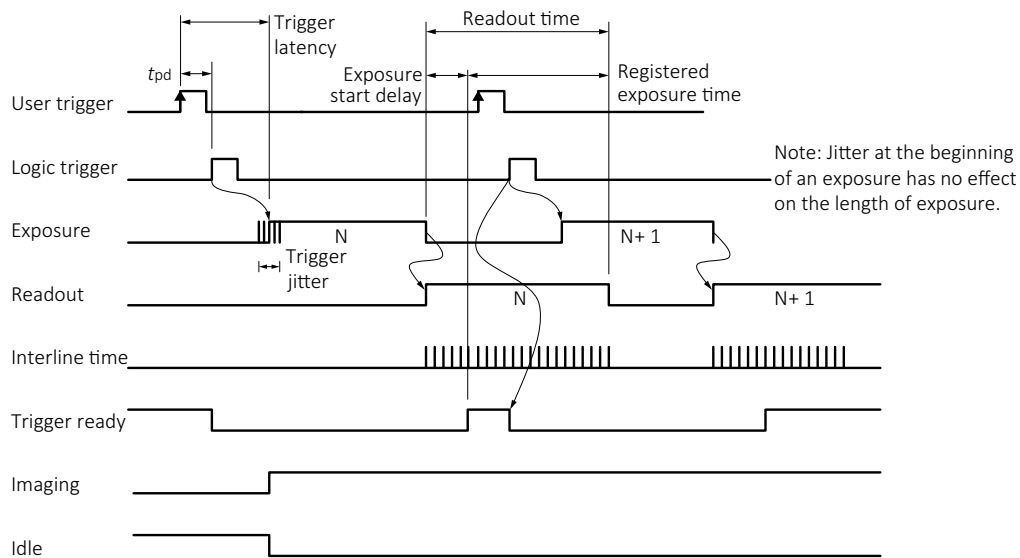 Trigger
latency
Readout time
tpd
Exposure
start delay
Registered
exposure time
User trigger
Logic trigger
Note: Jitter at the beginning
of an exposure has no effect
on the length of exposure.
Exposure
N
N+ 1
Trigger
jitter
Readout
N
N+ 1
Interline time
Trigger ready
Imaging
Idle